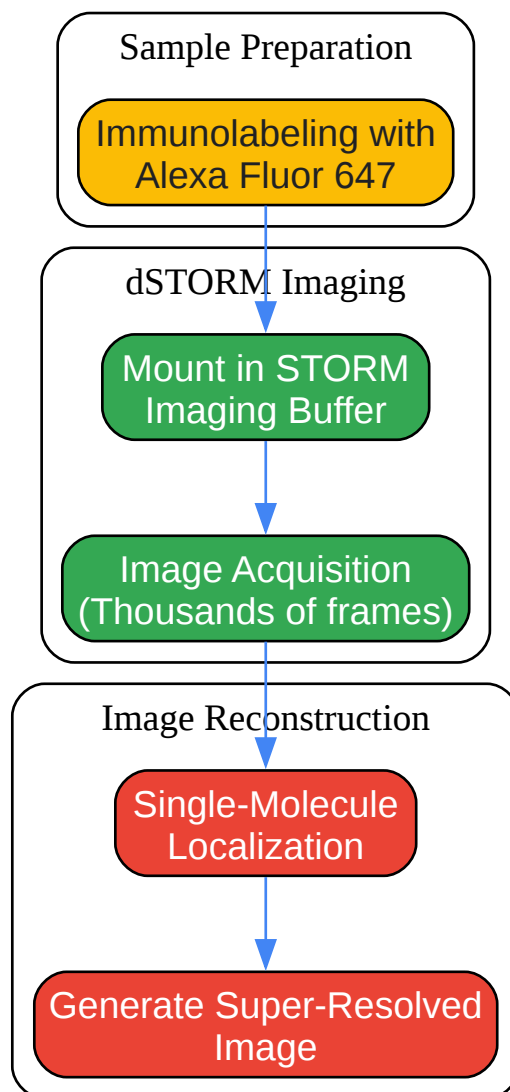 Sample Preparation
Immunolabeling with
Alexa Fluor 647
dSTORM Imaging
Mount in STORM
Imaging Buffer
Image Acquisition
(Thousands of frames)
Image Reconstruction
Single-Molecule
Localization
Generate Super-Resolved
Image